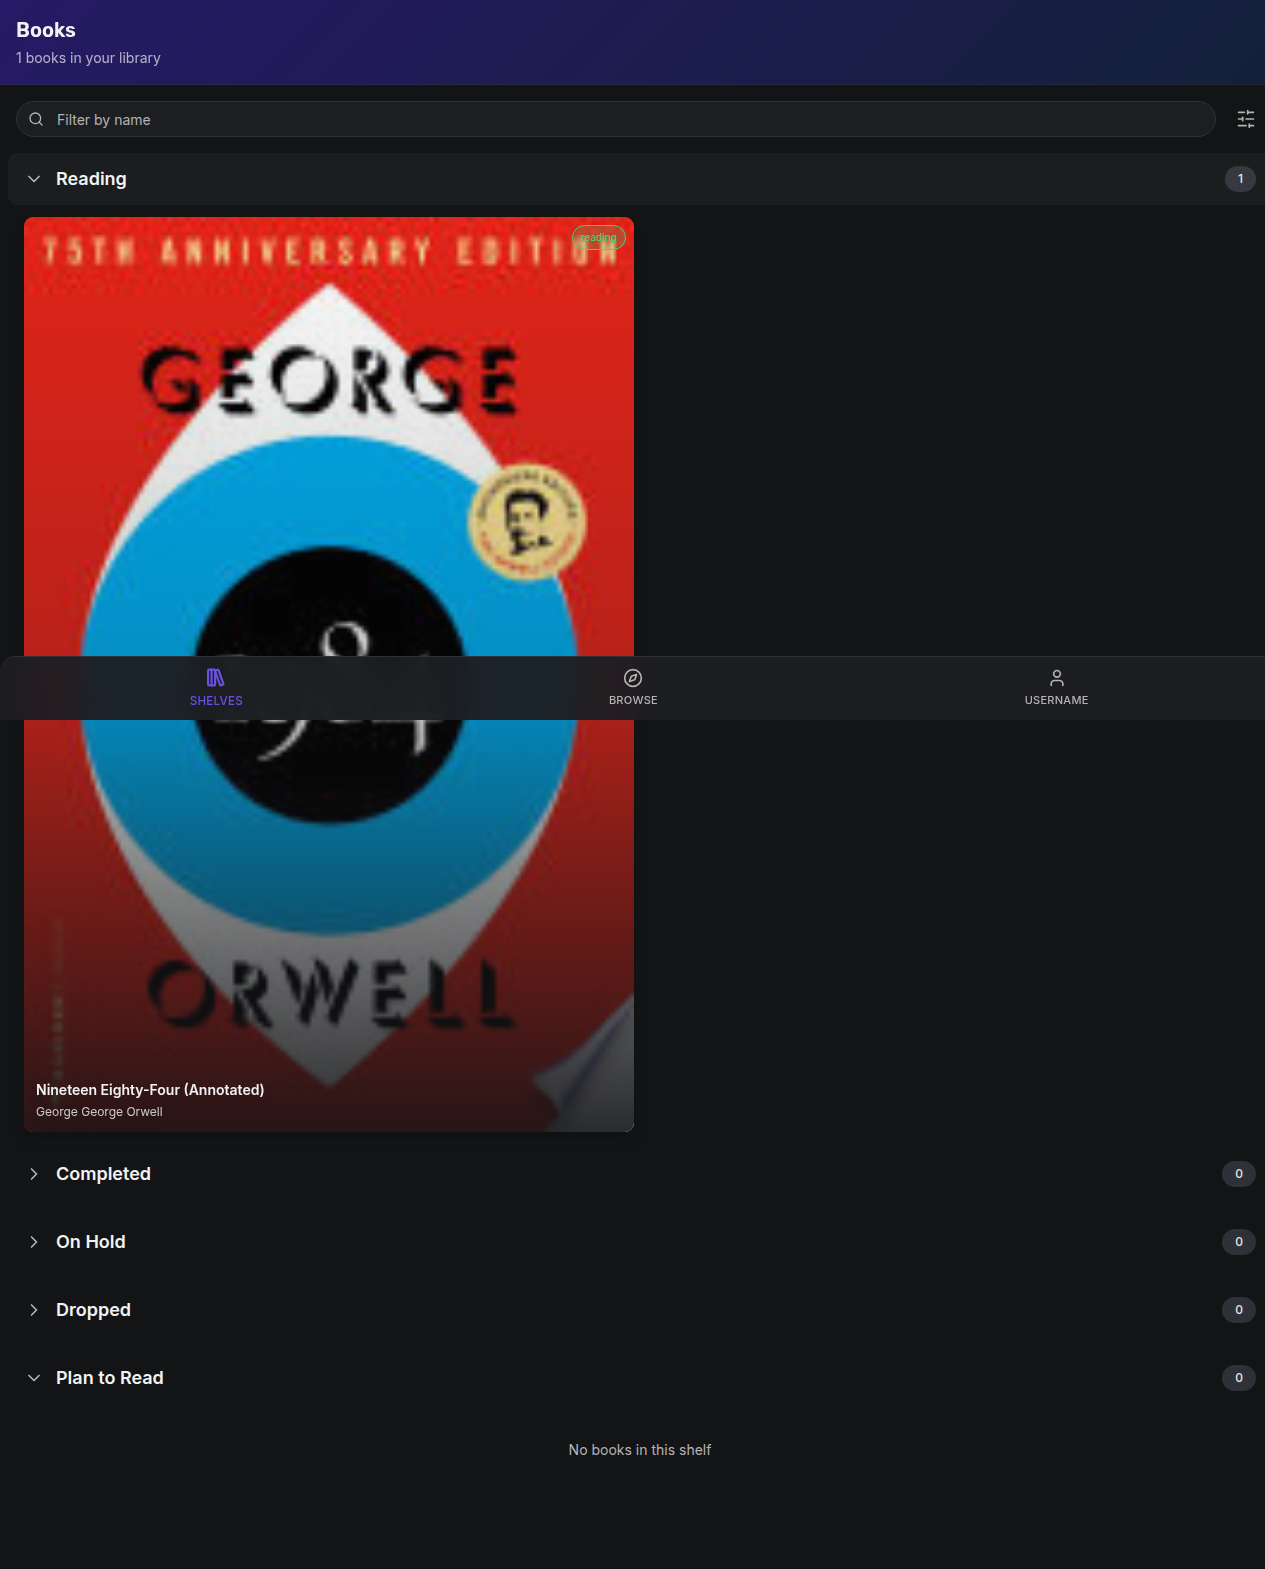 Books
1 books in your library
Filter by name
Reading
1
75TH ANNIVERSARY EDITION
reading
GEORGE
SHELVES
BROWSE
USERNAME
ORWELL
Nineteen Eighty-Four (Annotated)
George George Orwell
Completed
0
On Hold
0
Dropped
0
Plan to Read
0
No books in this shelf